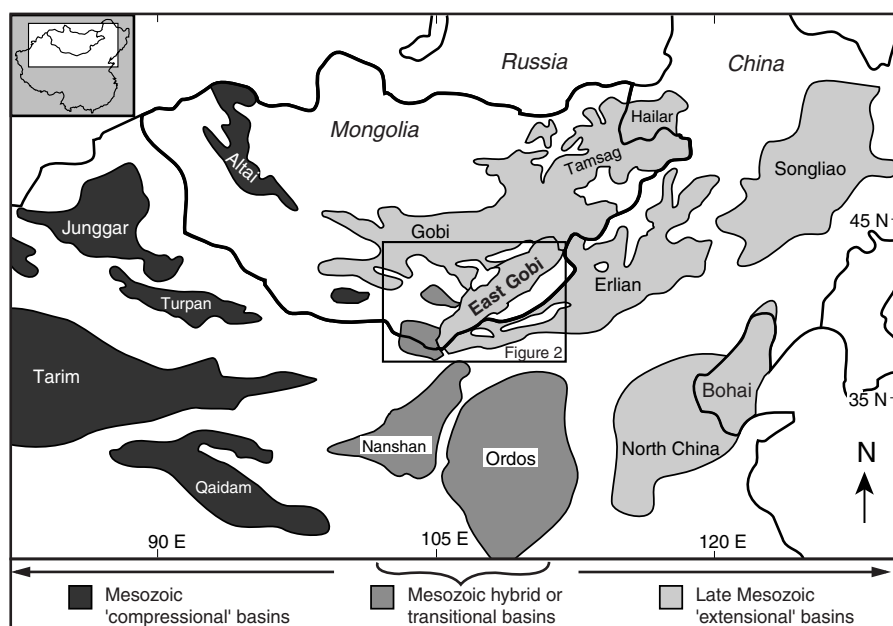 Russia
China
Mongolia
Hailar
Tamsag
Altai
Songliao
Junggar
Gobi
45 N
East Gobi
Erlian
Turpan
Figure 2
Tarim
Bohai
35 N
Nanshan
Ordos
North China
N
Qaidam
90 E
105 E
120 E
Mesozoic
'compressional' basins
Mesozoic hybrid or
transitional basins
Late Mesozoic
'extensional' basins